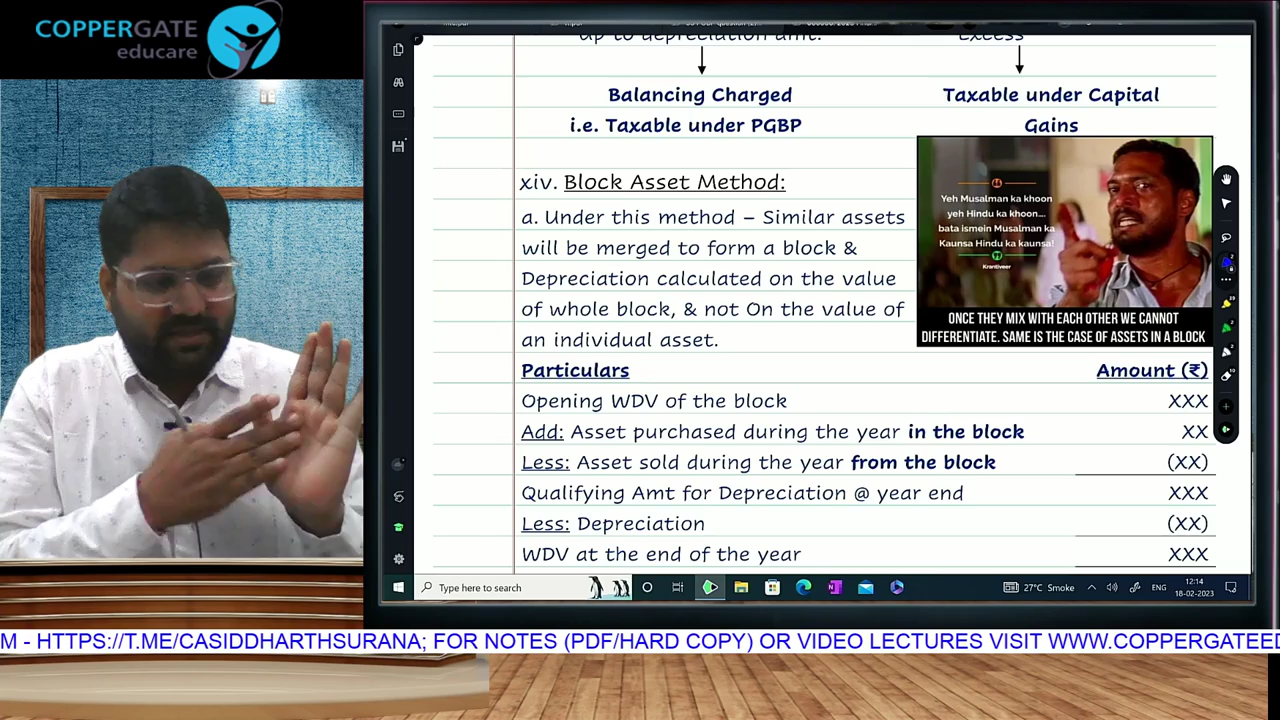 COPPERGATE
educare
up to depreciation amt.
Excess
Balancing Charged
i.e. Taxable under PGBP
Taxable under Capital
Gains
xiv. Block Asset Method:
a. Under this method – Similar assets
will be merged to form a block &
Depreciation calculated on the value
of whole block, & not On the value of
an individual asset.
Yeh Musalman ka khoon
yeh Hindu ka khoon....
bata ismein Musalman ka
Kaunsa Hindu ka kaunsa!
Krantiveer
ONCE THEY MIX WITH EACH OTHER WE CANNOT
DIFFERENTIATE. SAME IS THE CASE OF ASSETS IN A BLOCK
Particulars Amount (₹)
Opening WDV of the block XXX
Add: Asset purchased during the year in the block XX
Less: Asset sold during the year from the block (XX)
Qualifying Amt for Depreciation @ year end XXX
Less: Depreciation (XX)
WDV at the end of the year XXX
Type here to search
27°C Smoke
ENG
12:14
18-02-2023
M - HTTPS://T.ME/CASIDDHARTHSURANA; FOR NOTES (PDF/HARD COPY) OR VIDEO LECTURES VISIT WWW.COPPERGATEED